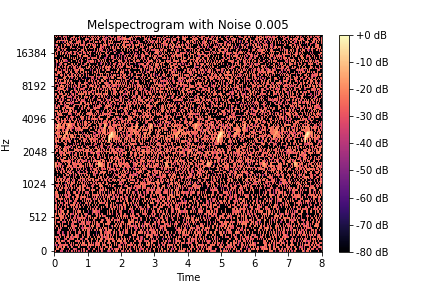 Melspectrogram with Noise 0.005
Hz
16384
8192
4096
2048
1024
512
0
0 1 2 3 4 5 6 7 8
Time
+0 dB
-10 dB
-20 dB
-30 dB
-40 dB
-50 dB
-60 dB
-70 dB
-80 dB